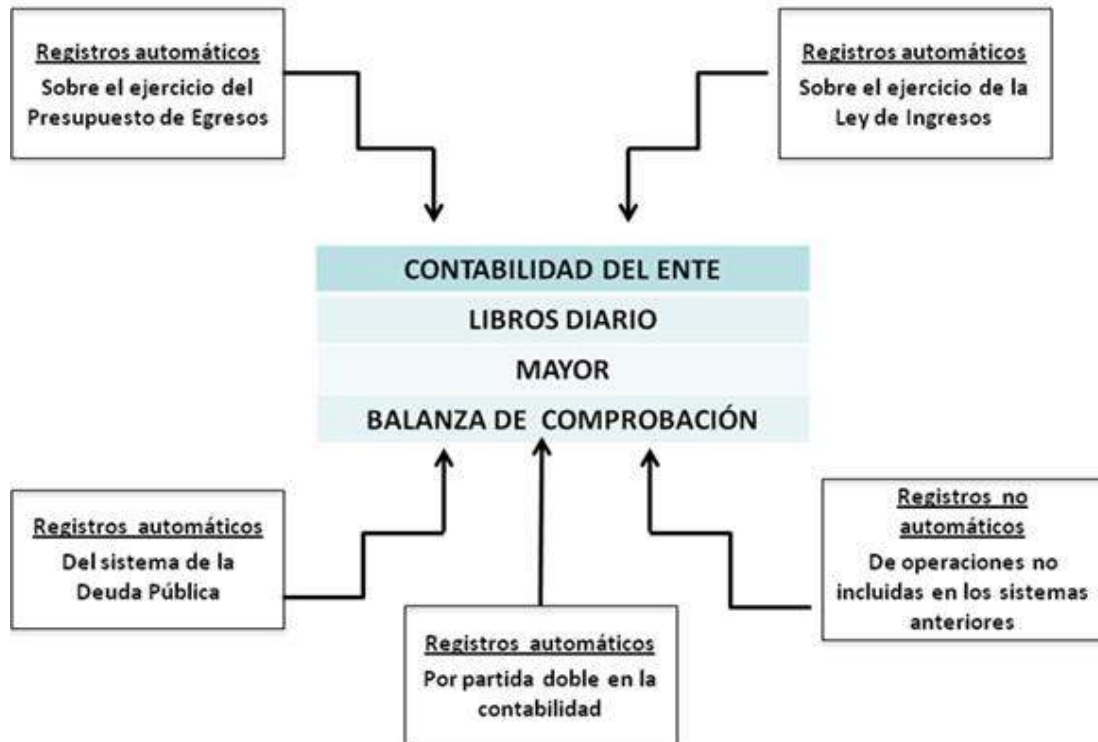 Registros automáticos
Sobre el ejercicio del
Presupuesto de Egresos
Registros automáticos
Sobre el ejercicio de la
Ley de Ingresos
CONTABILIDAD DEL ENTE
LIBROS DIARIO
MAYOR
BALANZA DE COMPROBACIÓN
Registros automáticos
Del sistema de la
Deuda Pública
Registros automáticos
Por partida doble en la
contabilidad
Registros no
automáticos
De operaciones no
incluidas en los sistemas
anteriores